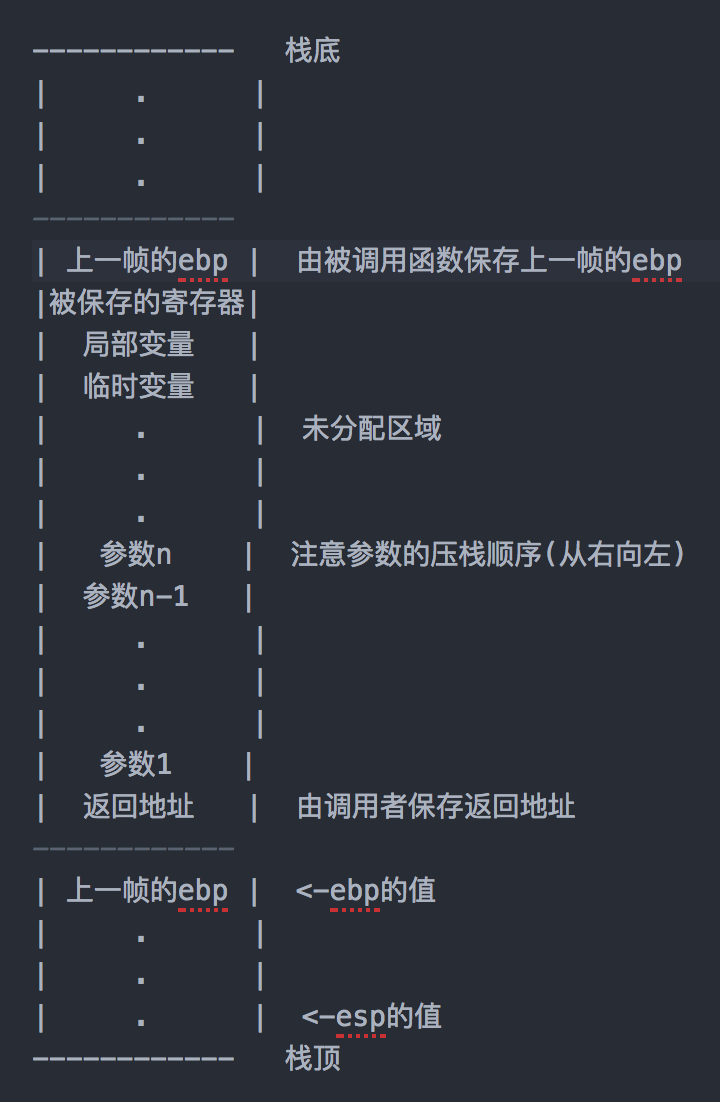 ------------   栈底
|     .      |
|     .      |
|     .      |
------------
| 上一帧的ebp |  由被调用函数保存上一帧的ebp
|被保存的寄存器|
|  局部变量   |
|  临时变量   |
|     .      |  未分配区域
|     .      |
|     .      |
|   参数n    |  注意参数的压栈顺序(从右向左)
|  参数n-1   |
|     .      |
|     .      |
|     .      |
|   参数1    |
|  返回地址   |  由调用者保存返回地址
------------
| 上一帧的ebp |  <-ebp的值
|     .      |
|     .      |
|     .      |  <-esp的值
------------   栈顶